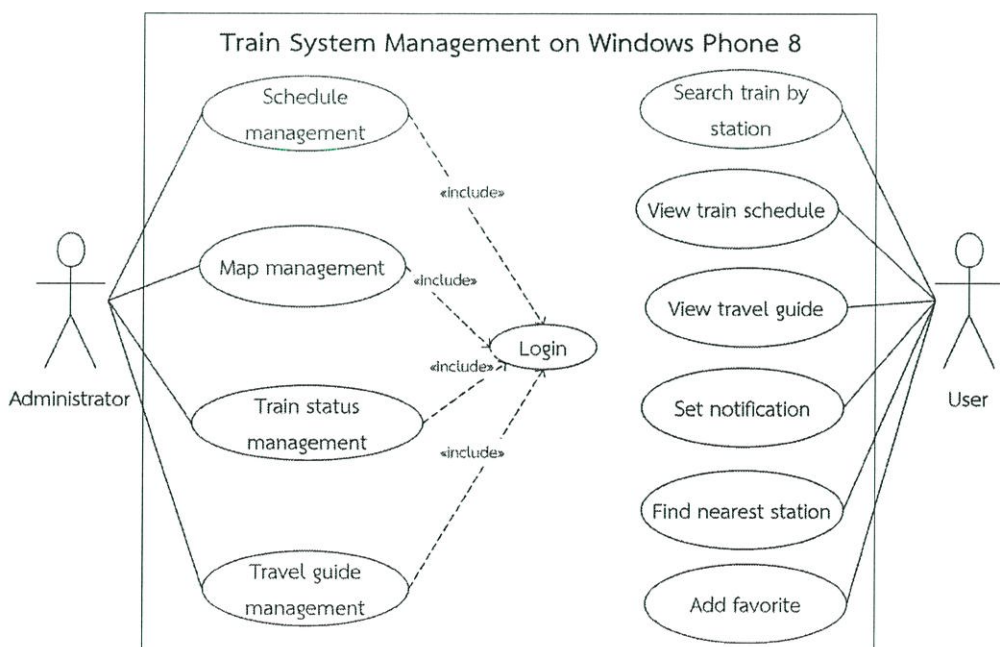 Train System Management on Windows Phone 8
Schedule
management
Search train by
station
«include»
View train schedule
Map management
«include»
View travel guide
Login
«include»
Administrator
User
Train status
management
Set notification
«include»
Find nearest station
Travel guide
management
Add favorite